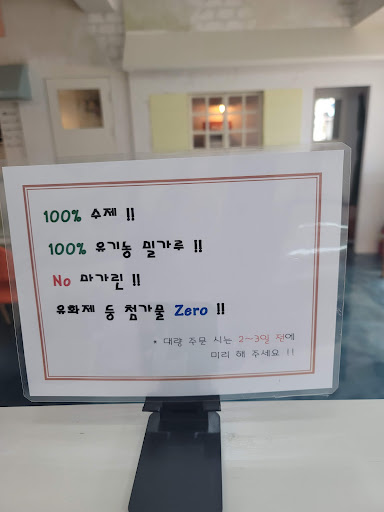 100% 수제 !!
100% 유기농 밀가루 !!
No 마가린 !!
유화제 등 첨가물 Zero !!
* 대량 주문 시는 2~3일 전에
미리 해 주세요 !!